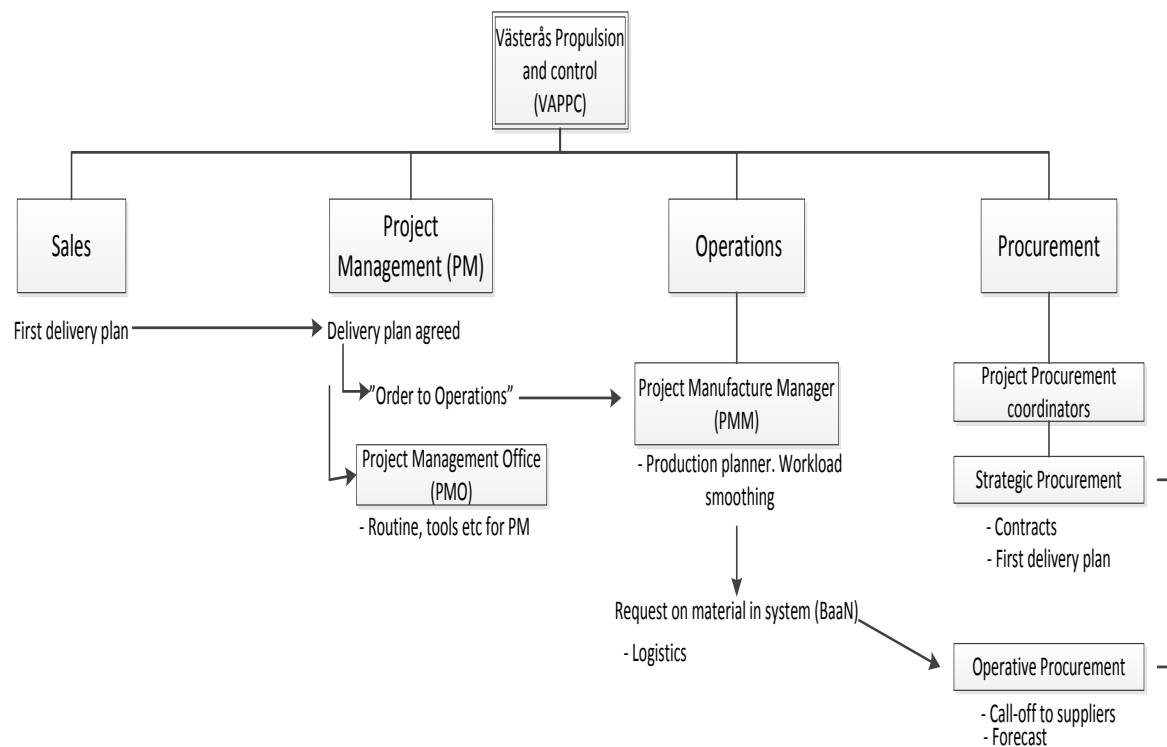 Västerås Propulsion
and control
(VAPPC)
Sales
Project
Management (PM)
Operations
Procurement
First delivery plan
Delivery plan agreed
”Order to Operations”
Project Management Office
(PMO)
- Routine, tools etc for PM
Project Manufacture Manager
(PMM)
- Production planner. Workload
smoothing
Request on material in system (BaaN)
- Logistics
Project Procurement
coordinators
Strategic Procurement
- Contracts
- First delivery plan
Operative Procurement
- Call-off to suppliers
- Forecast